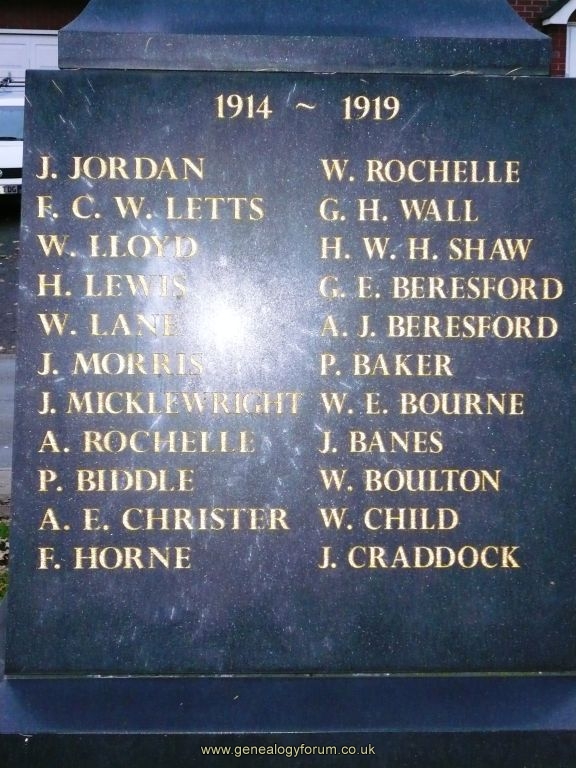 1914 ~ 1919
J. JORDAN
F. C. W. LETTS
W. LLOYD
H. LEWIS
W. LANE
J. MORRIS
J. MICKLEWRIGHT
A. ROCHELLE
P. BIDDLE
A. E. CHRISTER
F. HORNE
W. ROCHELLE
G. H. WALL
H. W. H. SHAW
G. E. BERESFORD
A. J. BERESFORD
P. BAKER
W. E. BOURNE
J. BANES
W. BOULTON
W. CHILD
J. CRADDOCK
www.genealogyforum.co.uk